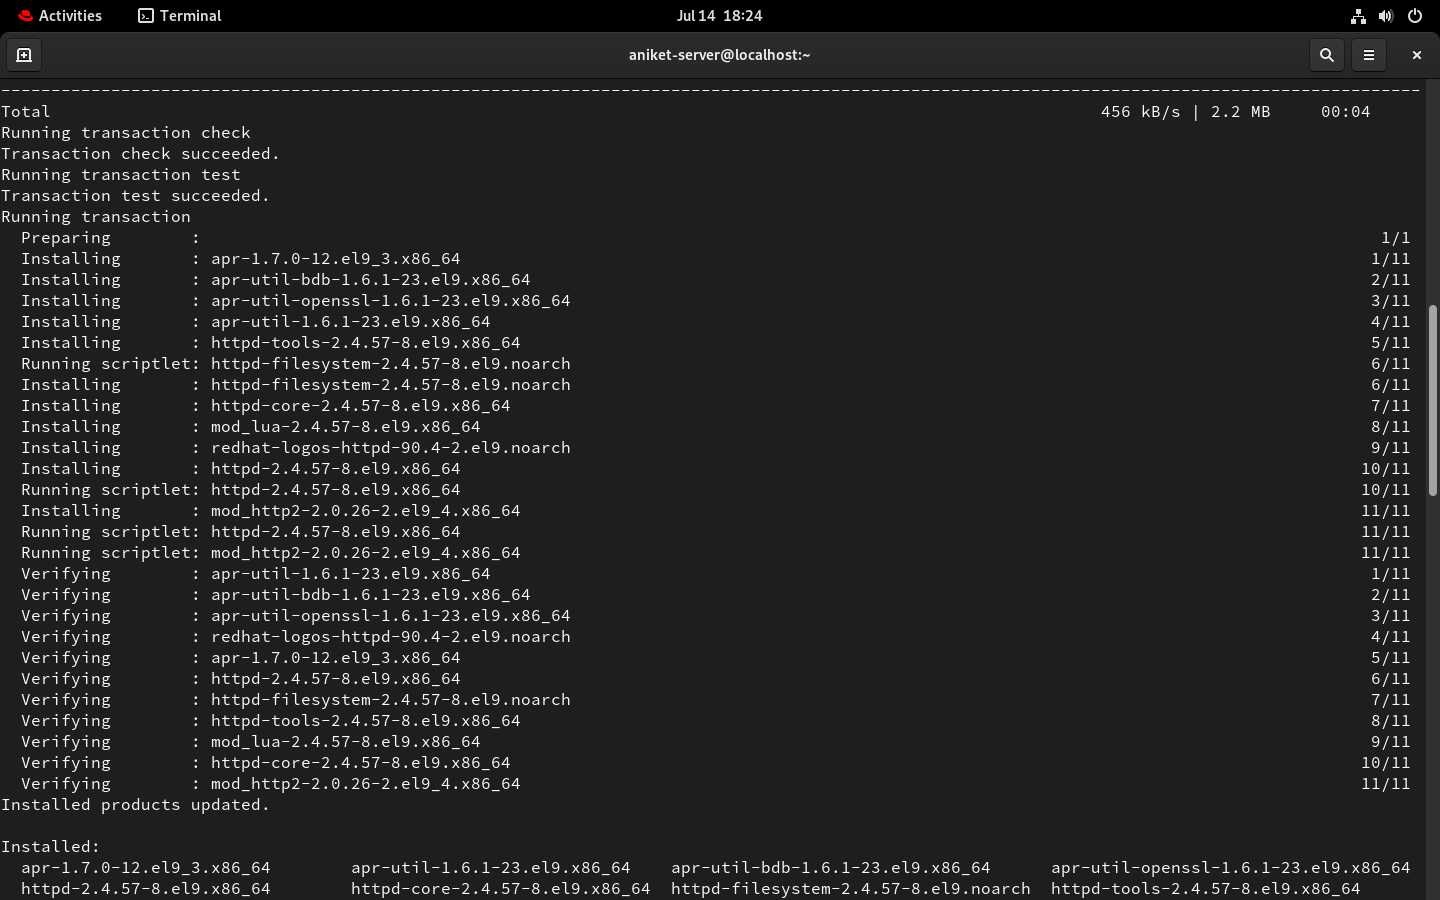 Activities Terminal Jul 14 18:24
aniket-server@localhost:~
--------------------------------------------------------------------------------------------------------------------------------------------
Total 456 kB/s | 2.2 MB 00:04
Running transaction check
Transaction check succeeded.
Running transaction test
Transaction test succeeded.
Running transaction
Preparing : 1/1
Installing : apr-1.7.0-12.el9_3.x86_64 1/11
Installing : apr-util-bdb-1.6.1-23.el9.x86_64 2/11
Installing : apr-util-openssl-1.6.1-23.el9.x86_64 3/11
Installing : apr-util-1.6.1-23.el9.x86_64 4/11
Installing : httpd-tools-2.4.57-8.el9.x86_64 5/11
Running scriptlet: httpd-filesystem-2.4.57-8.el9.noarch 6/11
Installing : httpd-filesystem-2.4.57-8.el9.noarch 6/11
Installing : httpd-core-2.4.57-8.el9.x86_64 7/11
Installing : mod_lua-2.4.57-8.el9.x86_64 8/11
Installing : redhat-logos-httpd-90.4-2.el9.noarch 9/11
Installing : httpd-2.4.57-8.el9.x86_64 10/11
Running scriptlet: httpd-2.4.57-8.el9.x86_64 10/11
Installing : mod_http2-2.0.26-2.el9_4.x86_64 11/11
Running scriptlet: httpd-2.4.57-8.el9.x86_64 11/11
Running scriptlet: mod_http2-2.0.26-2.el9_4.x86_64 11/11
Verifying : apr-util-1.6.1-23.el9.x86_64 1/11
Verifying : apr-util-bdb-1.6.1-23.el9.x86_64 2/11
Verifying : apr-util-openssl-1.6.1-23.el9.x86_64 3/11
Verifying : redhat-logos-httpd-90.4-2.el9.noarch 4/11
Verifying : apr-1.7.0-12.el9_3.x86_64 5/11
Verifying : httpd-2.4.57-8.el9.x86_64 6/11
Verifying : httpd-filesystem-2.4.57-8.el9.noarch 7/11
Verifying : httpd-tools-2.4.57-8.el9.x86_64 8/11
Verifying : mod_lua-2.4.57-8.el9.x86_64 9/11
Verifying : httpd-core-2.4.57-8.el9.x86_64 10/11
Verifying : mod_http2-2.0.26-2.el9_4.x86_64 11/11
Installed products updated.
Installed:
apr-1.7.0-12.el9_3.x86_64 apr-util-1.6.1-23.el9.x86_64 apr-util-bdb-1.6.1-23.el9.x86_64 apr-util-openssl-1.6.1-23.el9.x86_64
httpd-2.4.57-8.el9.x86_64 httpd-core-2.4.57-8.el9.x86_64 httpd-filesystem-2.4.57-8.el9.noarch httpd-tools-2.4.57-8.el9.x86_64